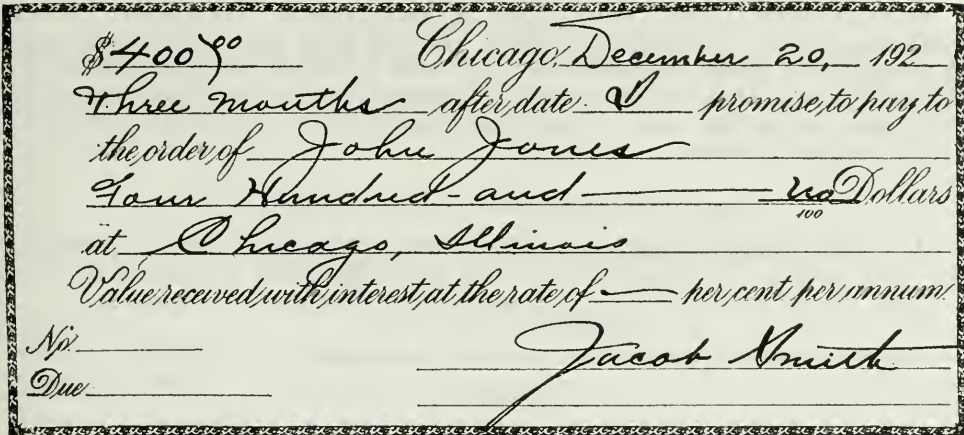 $400 00 Chicago, December 20, 192
Three months after date I promise to pay to
the order of John Jones
Four Hundred and no/100 Dollars
at Chicago, Illinois
Value received with interest at the rate of — per cent per annum.
No.
Jacob Smith
Due